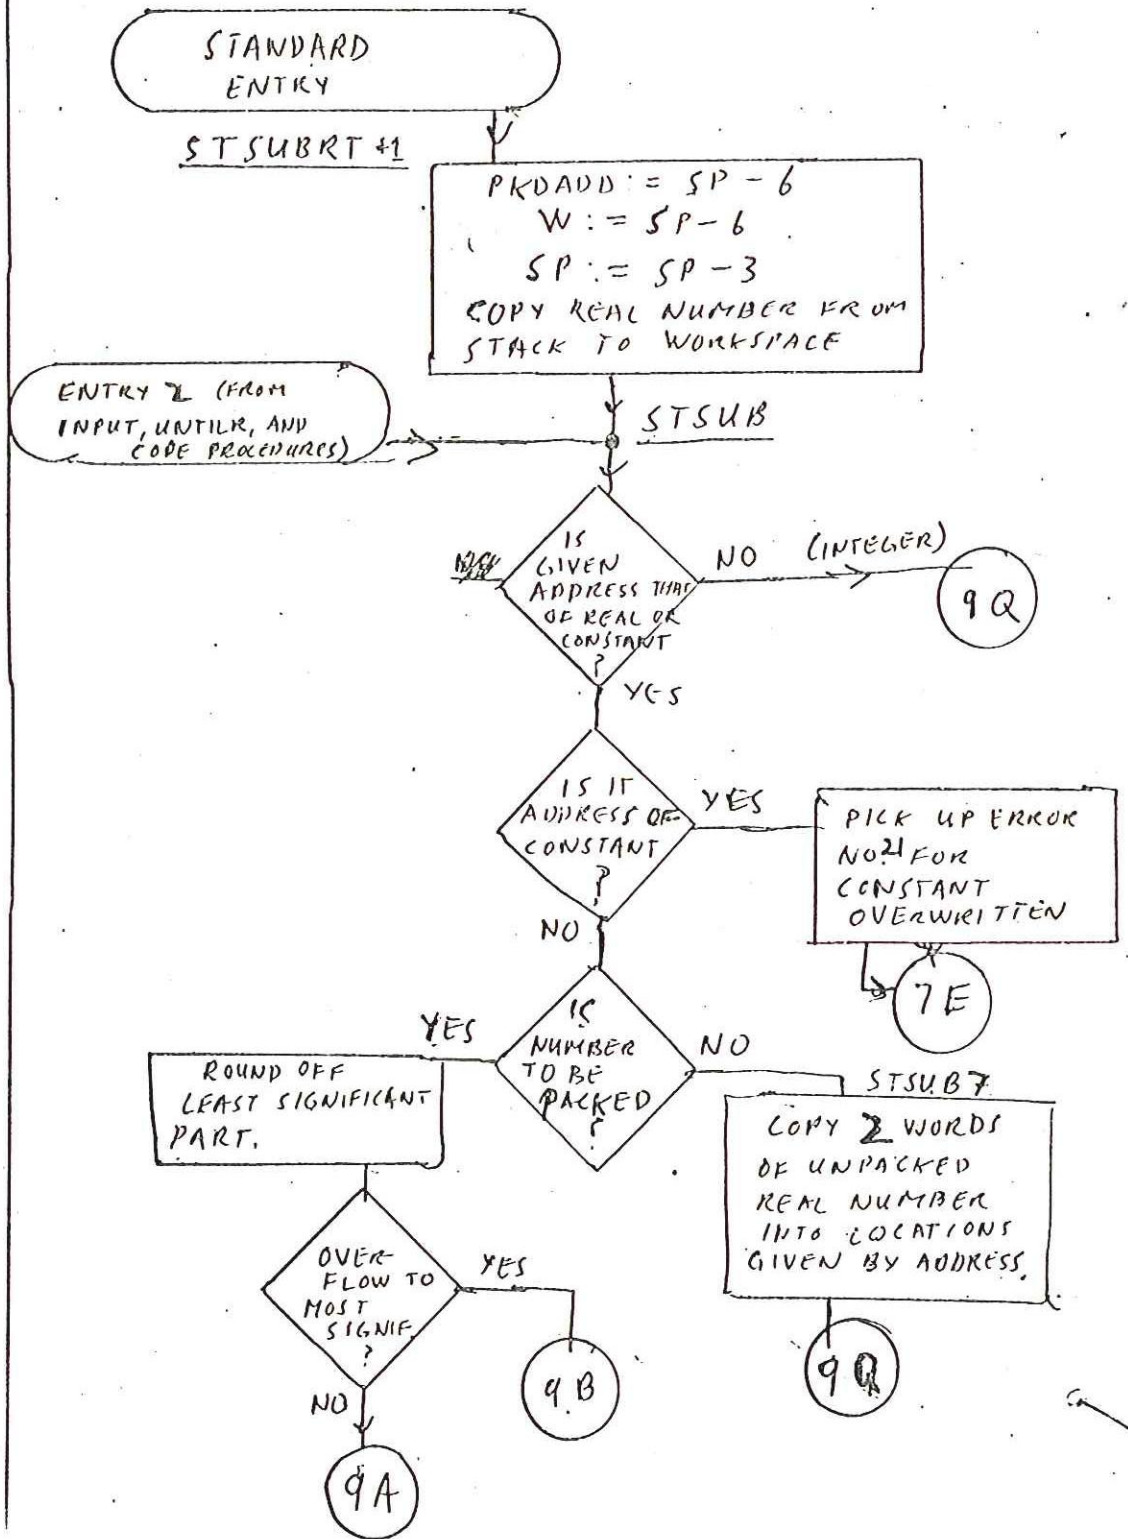 STANDARD
ENTRY
STSUBRT +1
PKDADD := SP - 6
W := SP - 6
SP := SP - 3
COPY REAL NUMBER FROM
STACK TO WORKSPACE
ENTRY 2 (FROM
INPUT, UNTILR, AND
CODE PROCEDURES)
STSUB
IS
GIVEN
ADDRESS THAT
OF REAL OR
CONSTANT
?
NO (INTEGER)
9Q
YES
IS IT
ADDRESS OF
CONSTANT
?
YES
PICK UP ERROR
NO. 21 FOR
CONSTANT
OVERWRITTEN
7E
NO
IS
NUMBER
TO BE
PACKED
?
YES
ROUND OFF
LEAST SIGNIFICANT
PART.
NO
STSUB7
COPY 2 WORDS
OF UNPACKED
REAL NUMBER
INTO LOCATIONS
GIVEN BY ADDRESS.
9Q
OVER-
FLOW TO
MOST
SIGNIF.
?
YES
9B
NO
9A